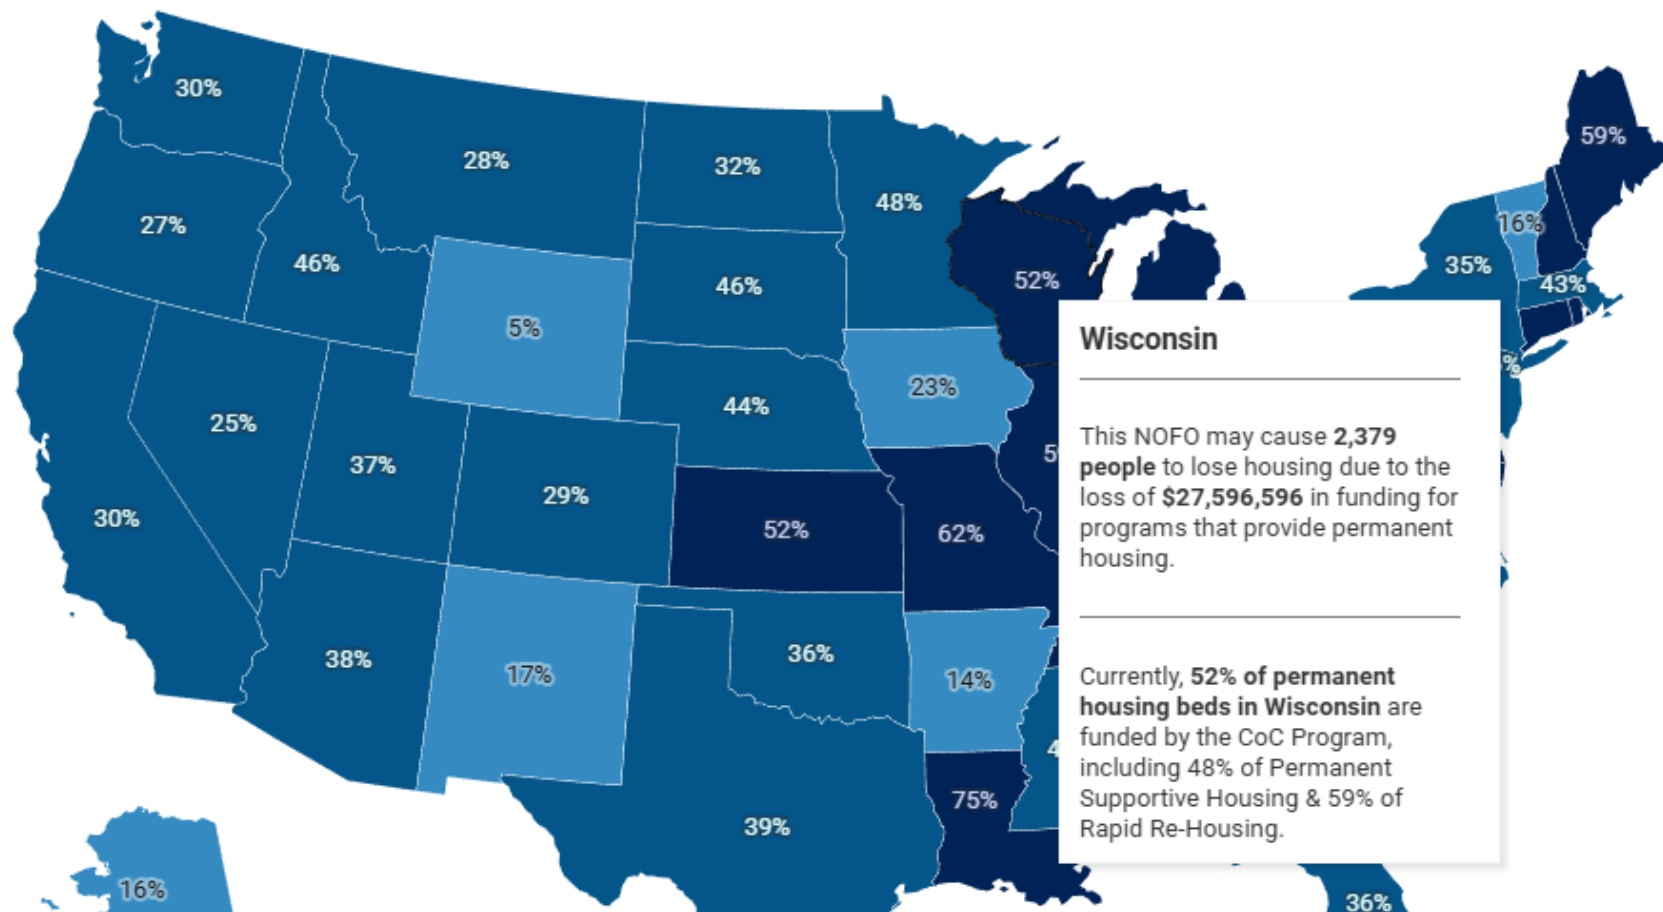 30%
59%
28%
32%
48%
27%
16%
46%
35%
52%
46%
43%
5%
Wisconsin
23%
44%
25%
This NOFO may cause 2,379
people to lose housing due to the
loss of $27,596,596 in funding for
programs that provide permanent
housing.
37%
29%
30%
52%
62%
38%
36%
17%
14%
Currently, 52% of permanent
housing beds in Wisconsin are
funded by the CoC Program,
including 48% of Permanent
Supportive Housing & 59% of
Rapid Re-Housing.
75%
39%
16%
36%